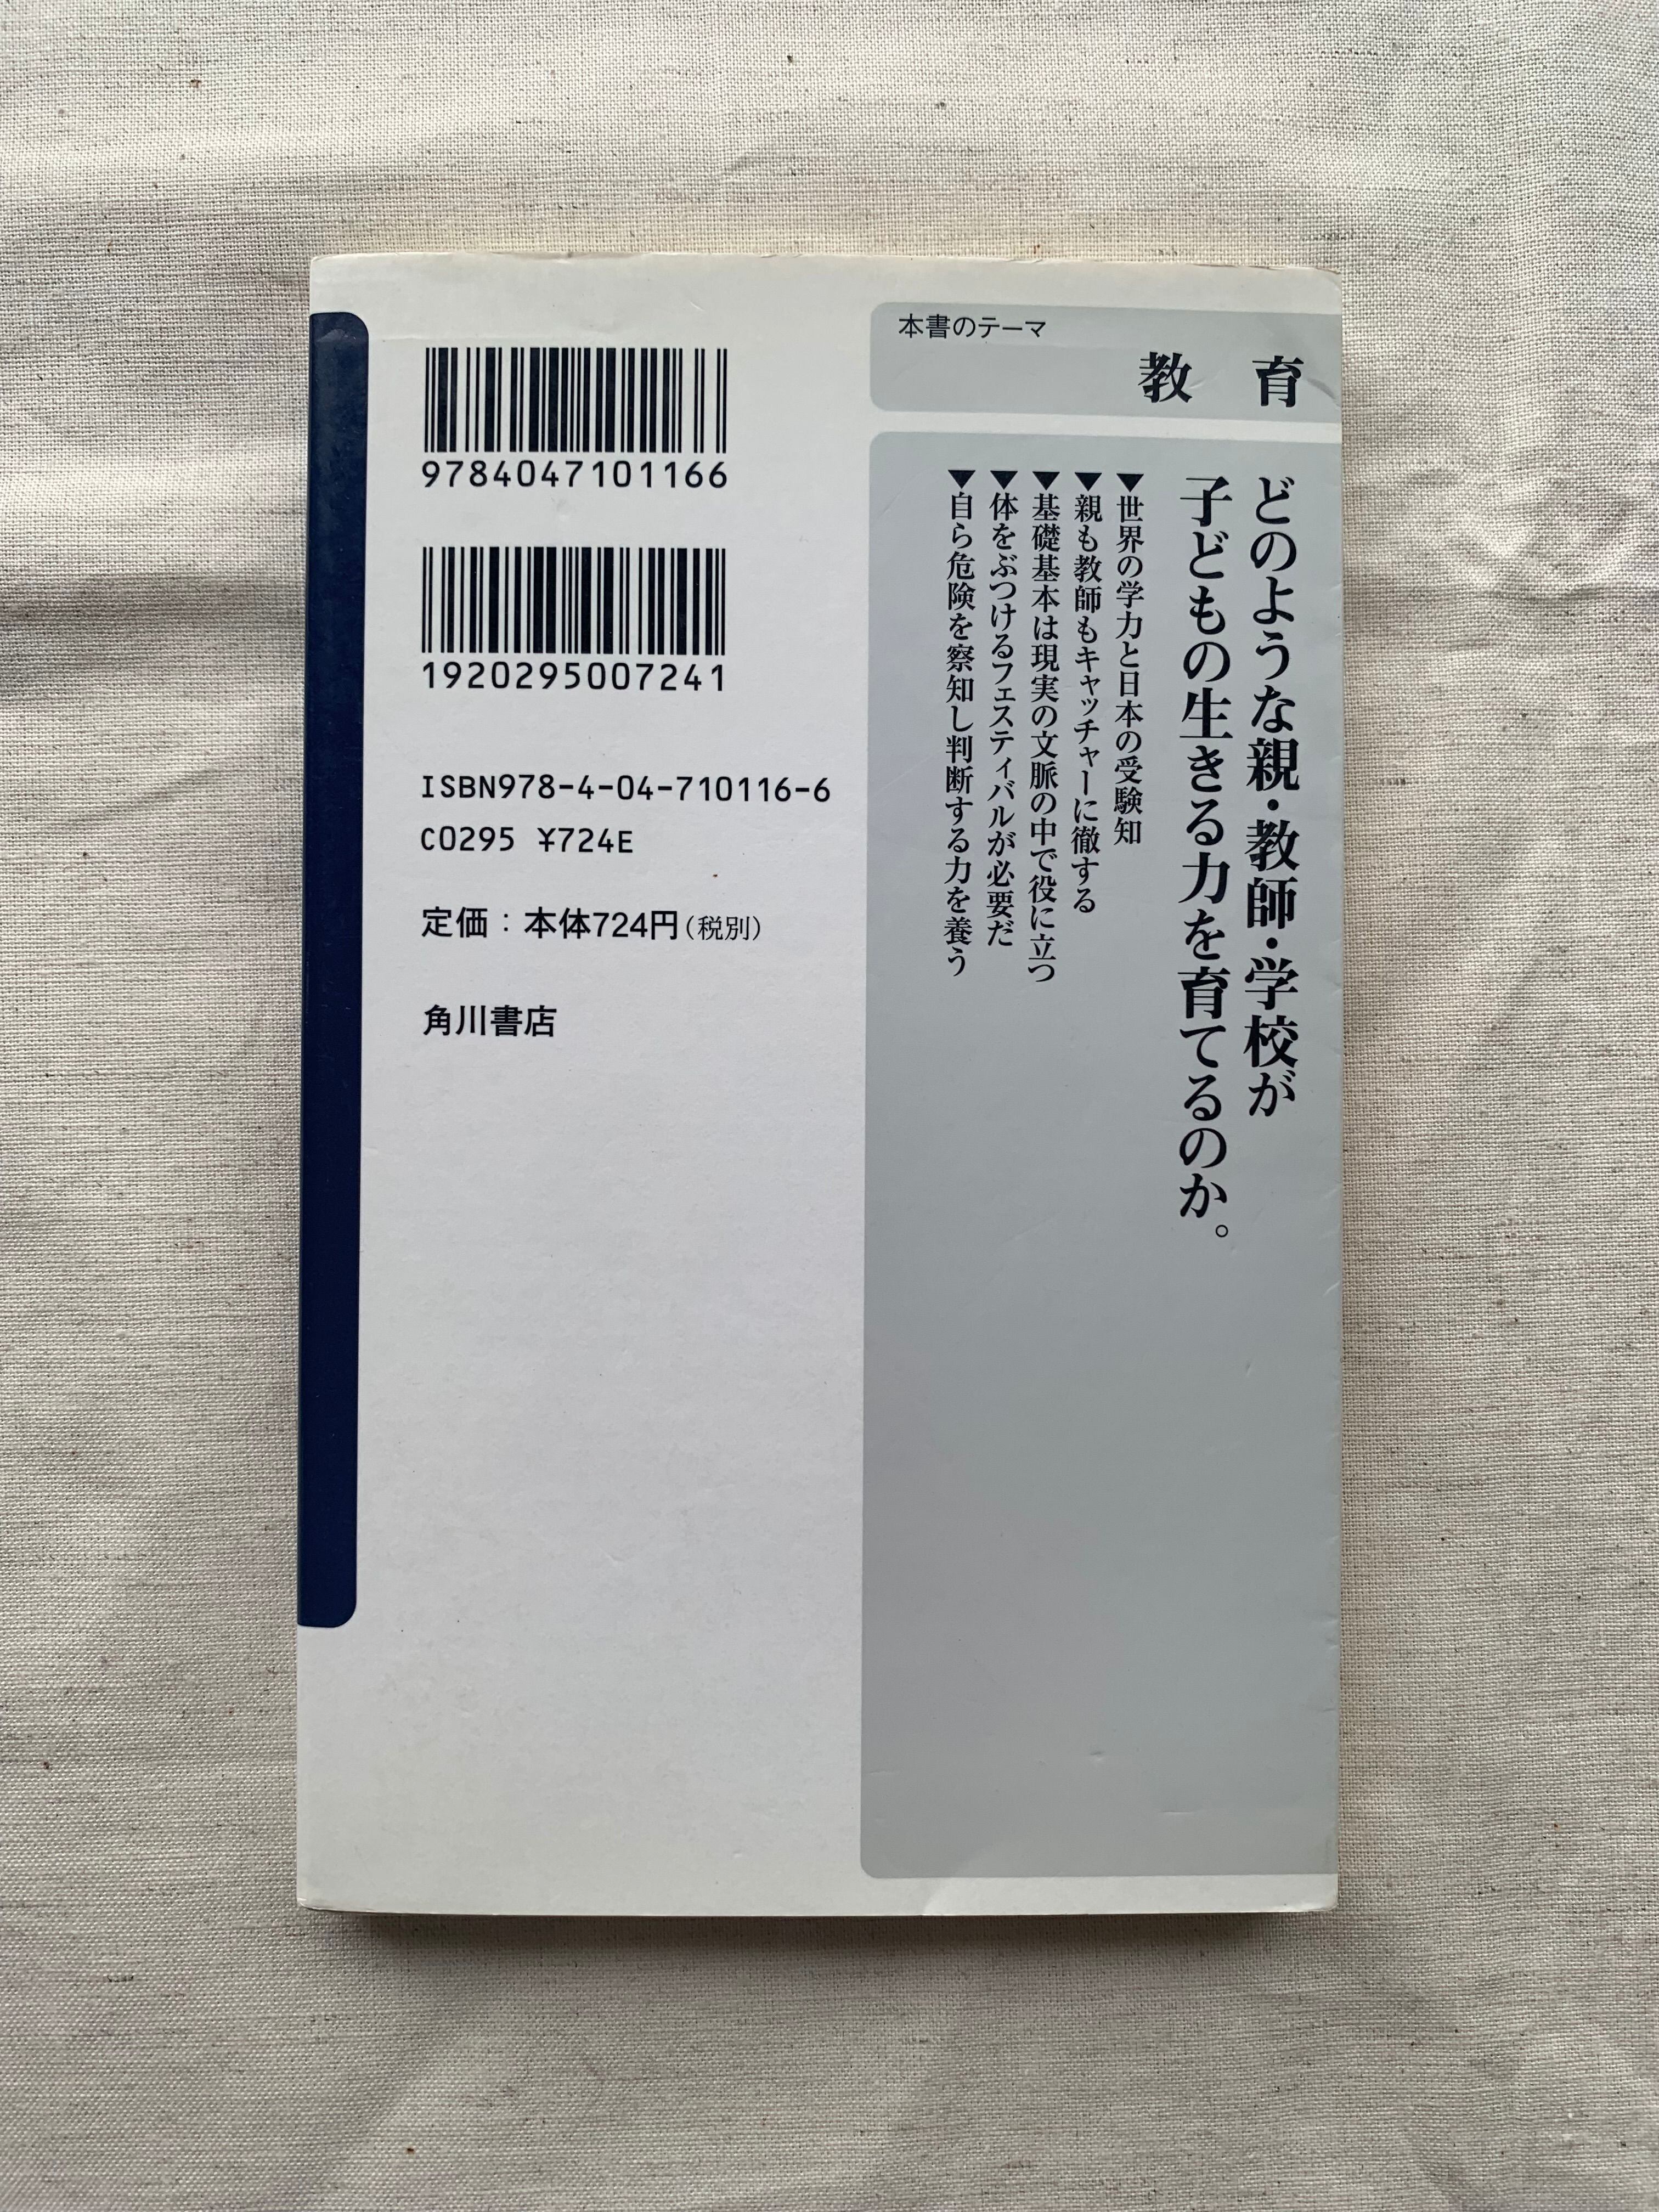 本書のテーマ
教 育
どのような親・教師・学校が
子どもの生きる力を育てるのか。
▼世界の学力と日本の受験知
▼親も教師もキャッチャーに徹する
▼基礎基本は現実の文脈の中で役に立つ
▼体をぶつけるフェスティバルが必要だ
▼自ら危険を察知し判断する力を養う
9784047101166
1920295007241
ISBN978-4-04-710116-6
C0295 ¥724E
定価：本体724円(税別)
角川書店